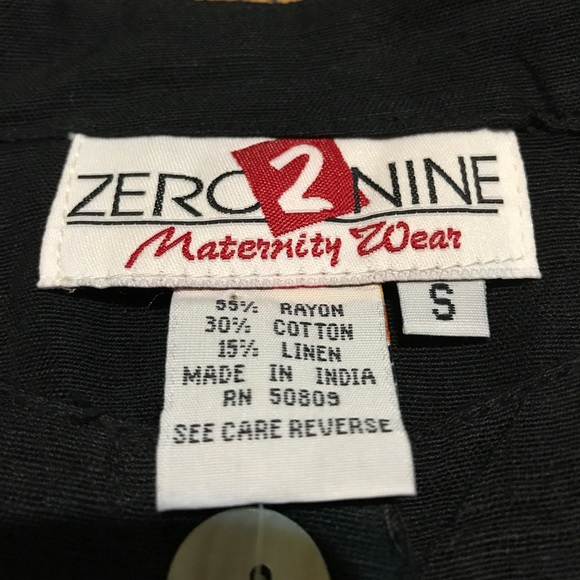 ZERO 2 NINE
Maternity Wear
S
55% RAYON
30% COTTON
15% LINEN
MADE IN INDIA
RN 50809
SEE CARE REVERSE